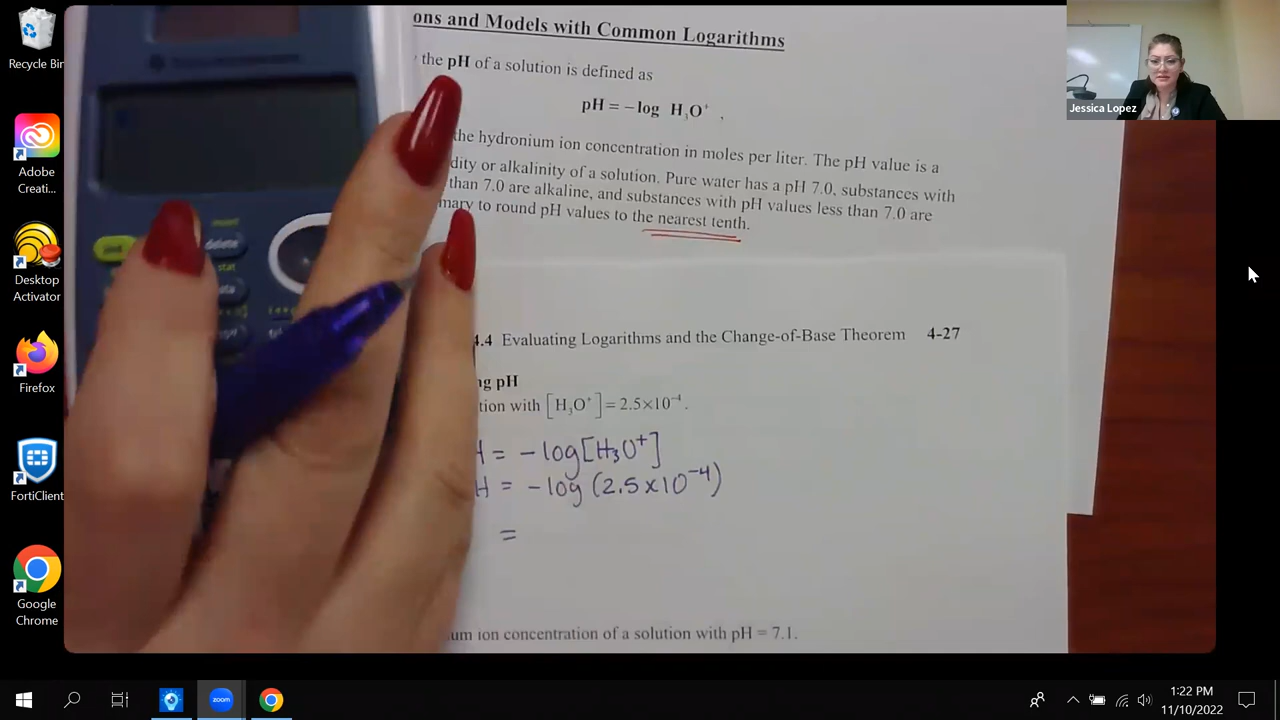 Recycle Bin
Adobe
Creati...
Desktop
Activator
Firefox
FortiClient
Google
Chrome
ons and Models with Common Logarithms
the pH of a solution is defined as
pH = −log H₃O⁺ ,
the hydronium ion concentration in moles per liter. The pH value is a
dity or alkalinity of a solution. Pure water has a pH 7.0, substances with
than 7.0 are alkaline, and substances with pH values less than 7.0 are
mary to round pH values to the nearest tenth.
4.4 Evaluating Logarithms and the Change-of-Base Theorem 4-27
ng pH
tion with [H₃O⁺] = 2.5×10⁻⁴.
H = −log[H₃O⁺]
H = −log (2.5×10⁻⁴)
=
um ion concentration of a solution with pH = 7.1.
insert
delete
stat
Jessica Lopez
zoom
1:22 PM
11/10/2022